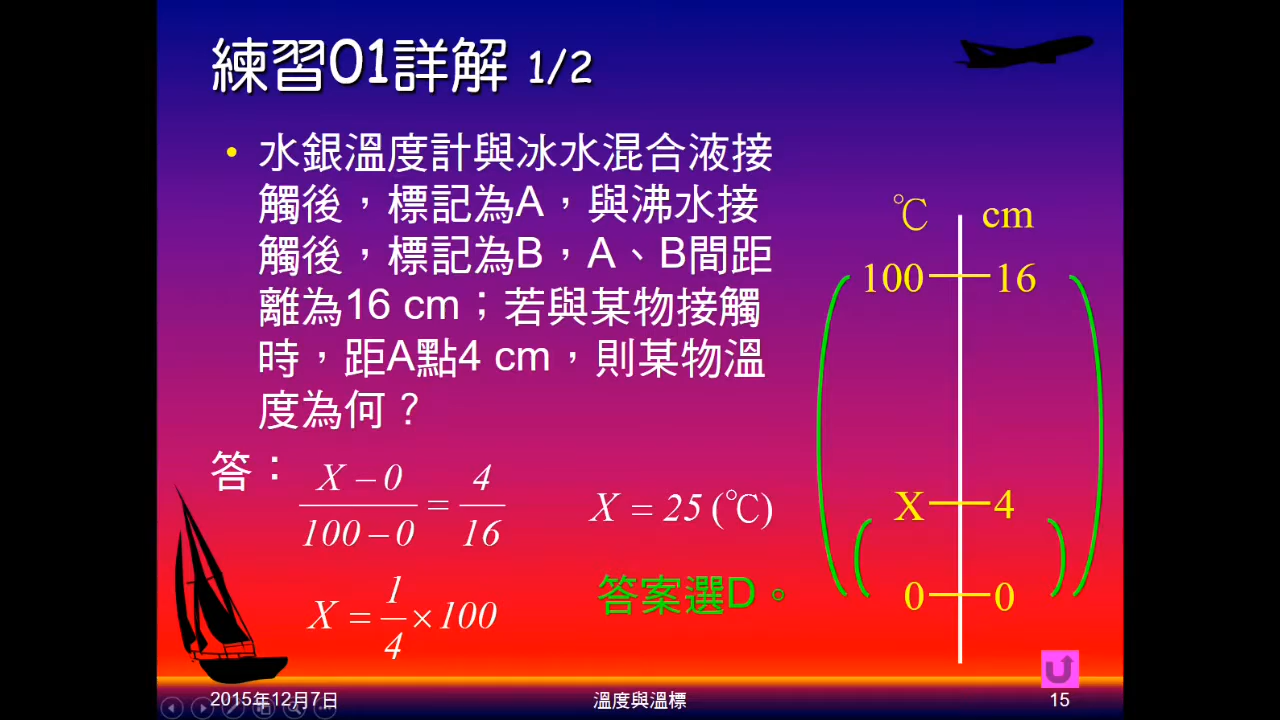 練習01詳解 1/2
• 水銀溫度計與冰水混合液接
觸後，標記為A，與沸水接
觸後，標記為B，A、B間距
離為16 cm；若與某物接觸
時，距A點4 cm，則某物溫
度為何？
答：
X – 0 / 100 – 0 = 4 / 16
X = 25 (℃)
X = 1/4 × 100
答案選D。
℃ cm
100 16
X 4
0 0
2015年12月7日
溫度與溫標
15